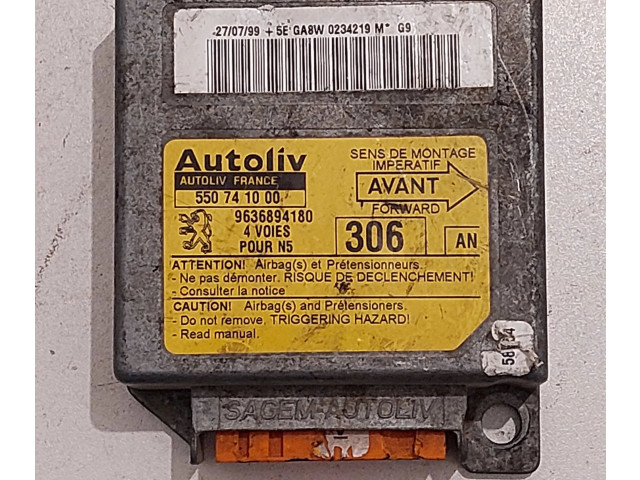 27/07/99 + 5E GA8W 0234219 M* G9
Autoliv
AUTOLIV FRANCE
550 74 10 00
9636894180
4 VOIES
POUR N5
SENS DE MONTAGE
IMPERATIF
AVANT
FORWARD
306
AN
ATTENTION! Airbag(s) et Prétensionneurs.
- Ne pas démonter. RISQUE DE DECLENCHEMENT!
- Consulter la notice
CAUTION! Airbag(s) and Prétensioners.
- Do not remove. TRIGGERING HAZARD!
- Read manual.
SAGEM-AUTOLIV